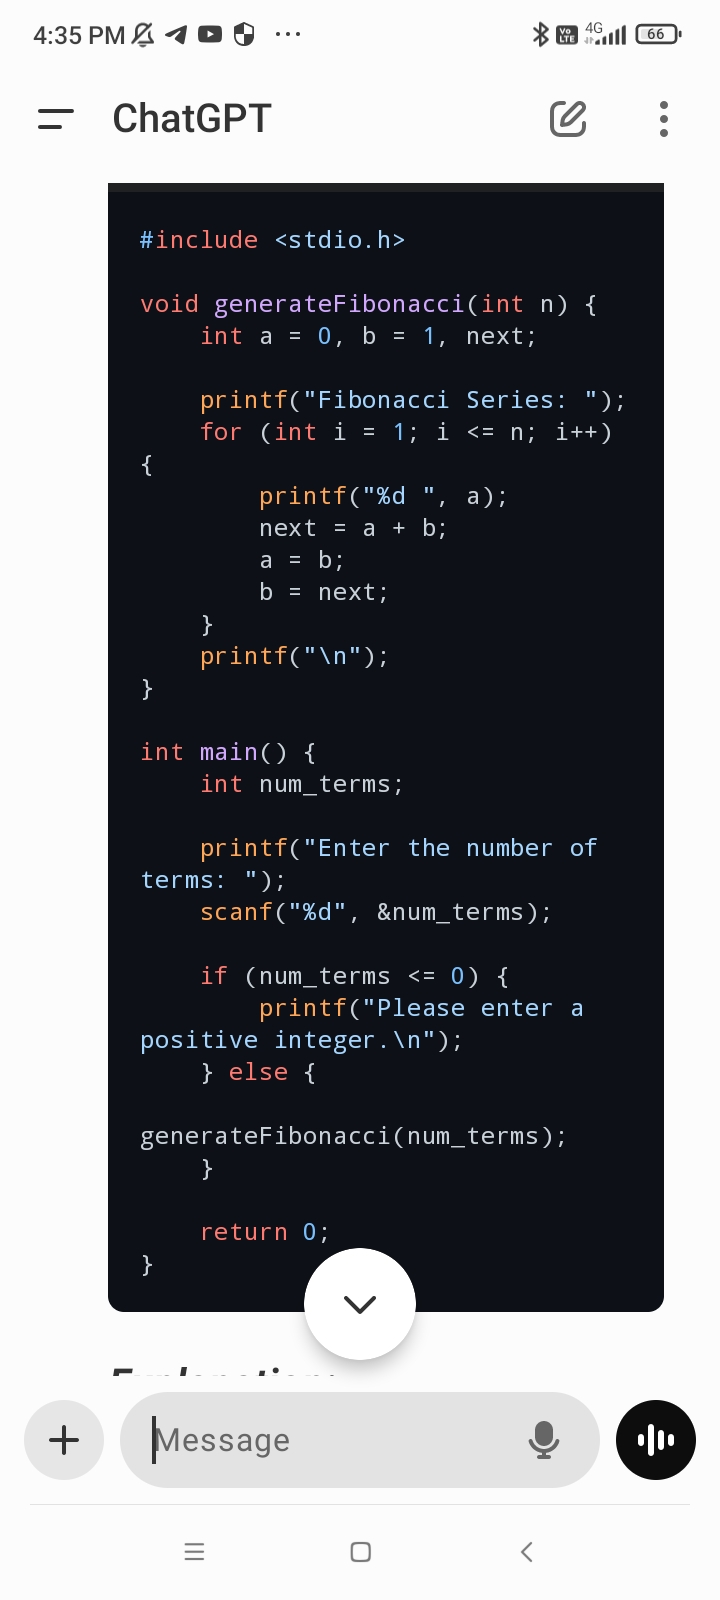 4:35 PM
Vo LTE 4G 66
ChatGPT
#include <stdio.h>
void generateFibonacci(int n) {
    int a = 0, b = 1, next;
    printf("Fibonacci Series: ");
    for (int i = 1; i <= n; i++)
{
        printf("%d ", a);
        next = a + b;
        a = b;
        b = next;
    }
    printf("\n");
}
int main() {
    int num_terms;
    printf("Enter the number of
terms: ");
    scanf("%d", &num_terms);
    if (num_terms <= 0) {
        printf("Please enter a
positive integer.\n");
    } else {
generateFibonacci(num_terms);
    }
    return 0;
}
Message